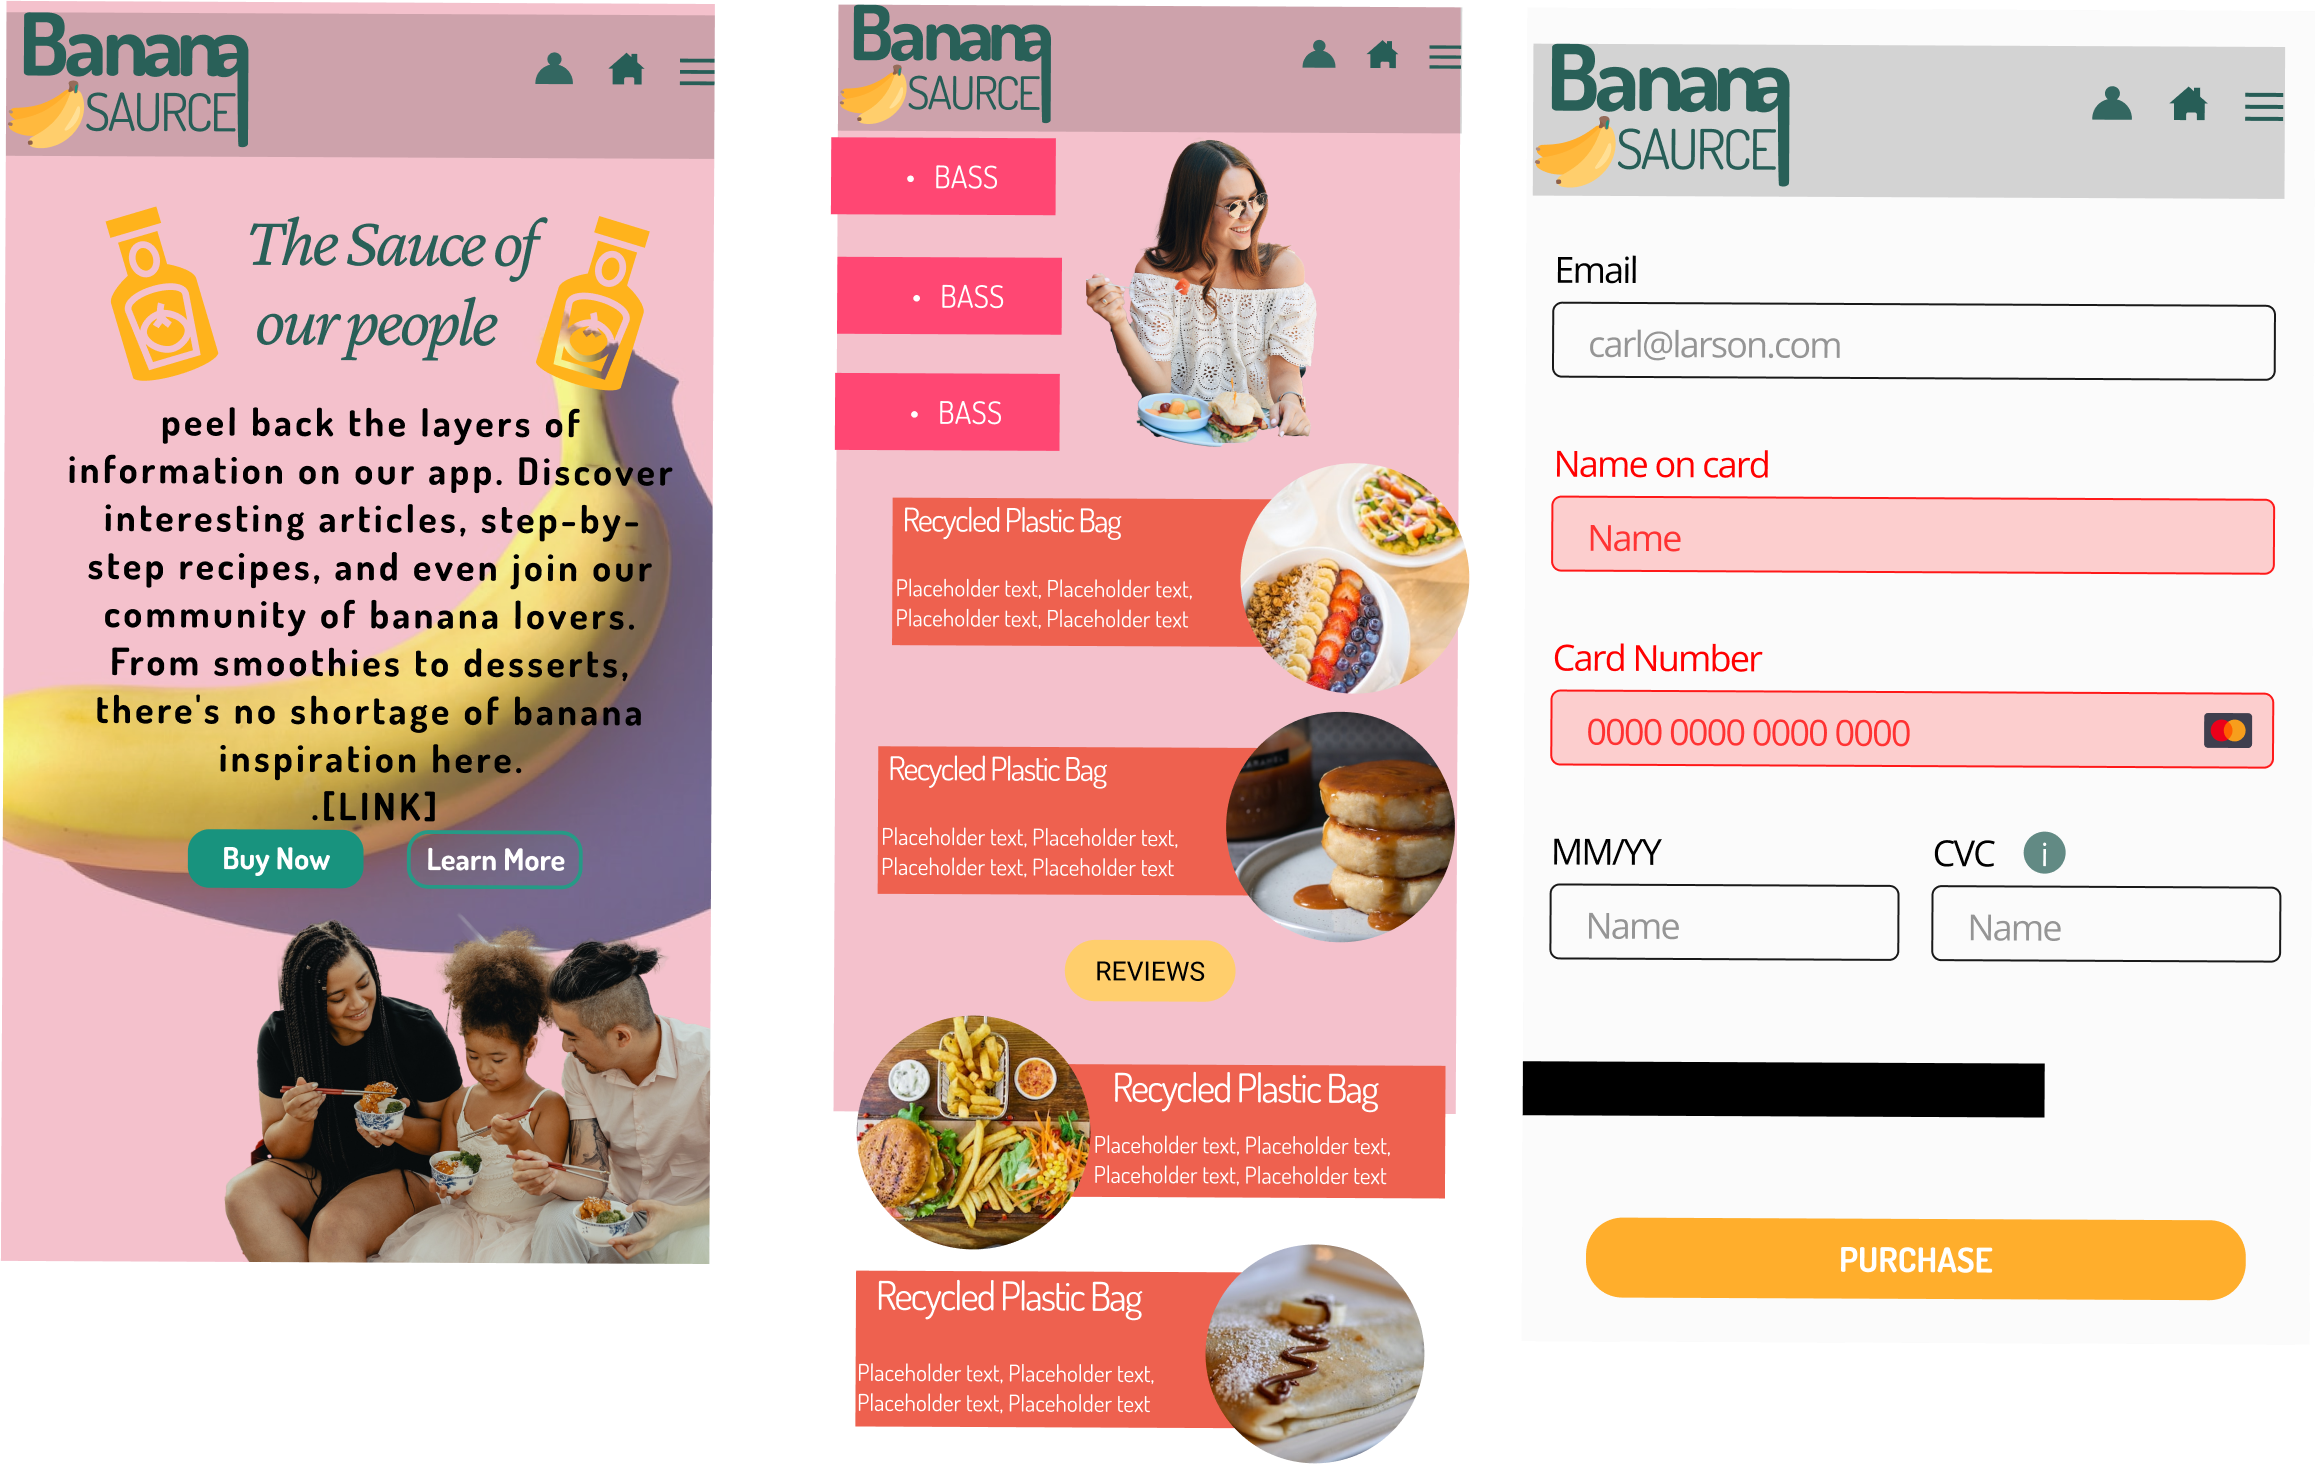 Banana
SAURCE
The Sauce of
our people
peel back the layers of
information on our app. Discover
interesting articles, step-by-
step recipes, and even join our
community of banana lovers.
From smoothies to desserts,
there's no shortage of banana
inspiration here.
.[LINK]
Buy Now
Learn More
Banana
SAURCE
• BASS
• BASS
• BASS
Recycled Plastic Bag
Placeholder text, Placeholder text,
Placeholder text, Placeholder text
Recycled Plastic Bag
Placeholder text, Placeholder text,
Placeholder text, Placeholder text
REVIEWS
Recycled Plastic Bag
Placeholder text, Placeholder text,
Placeholder text, Placeholder text
Recycled Plastic Bag
Placeholder text, Placeholder text,
Placeholder text, Placeholder text
Banana
SAURCE
Email
carl@larson.com
Name on card
Name
Card Number
0000 0000 0000 0000
MM/YY
CVC i
Name
Name
PURCHASE